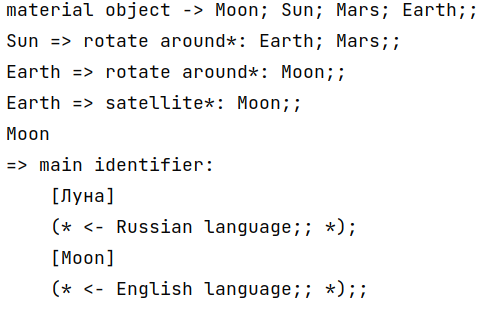 material object -> Moon; Sun; Mars; Earth;;
Sun => rotate around*: Earth; Mars;;
Earth => rotate around*: Moon;;
Earth => satellite*: Moon;;
Moon
=> main identifier:
    [Луна]
    (* <- Russian language;; *);
    [Moon]
    (* <- English language;; *);;